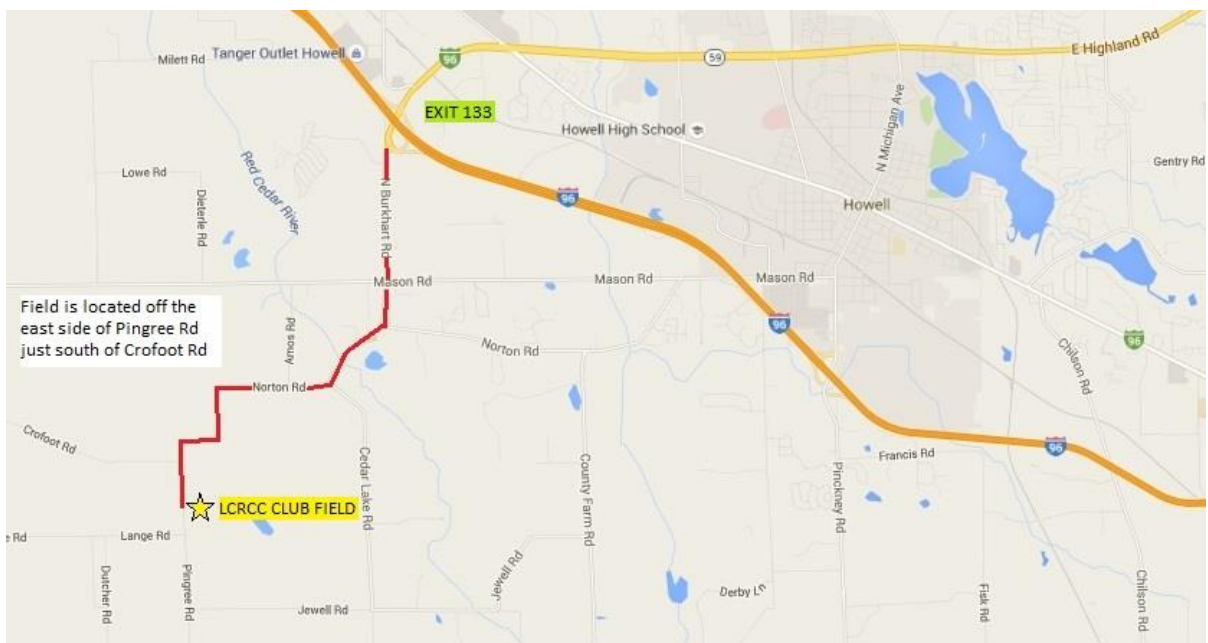 Tanger Outlet Howell
Milett Rd
96
59
E Highland Rd
EXIT 133
Howell High School
N Michigan Ave
Gentry Rd
Lowe Rd
Dieterle Rd
Red Cedar River
N Burkhart Rd
96
Howell
Mason Rd
Mason Rd
Mason Rd
Field is located off the
east side of Pingree Rd
just south of Crofoot Rd
Amos Rd
Norton Rd
96
96
Chilson Rd
Norton Rd
Crofoot Rd
Cedar Lake Rd
County Farm Rd
Pinckney Rd
Francis Rd
96
LCRCC CLUB FIELD
e Rd
Lange Rd
Dutcher Rd
Pingree Rd
Jewell Rd
Jewell Rd
Derby Ln
Fisk Rd
Chilson Rd